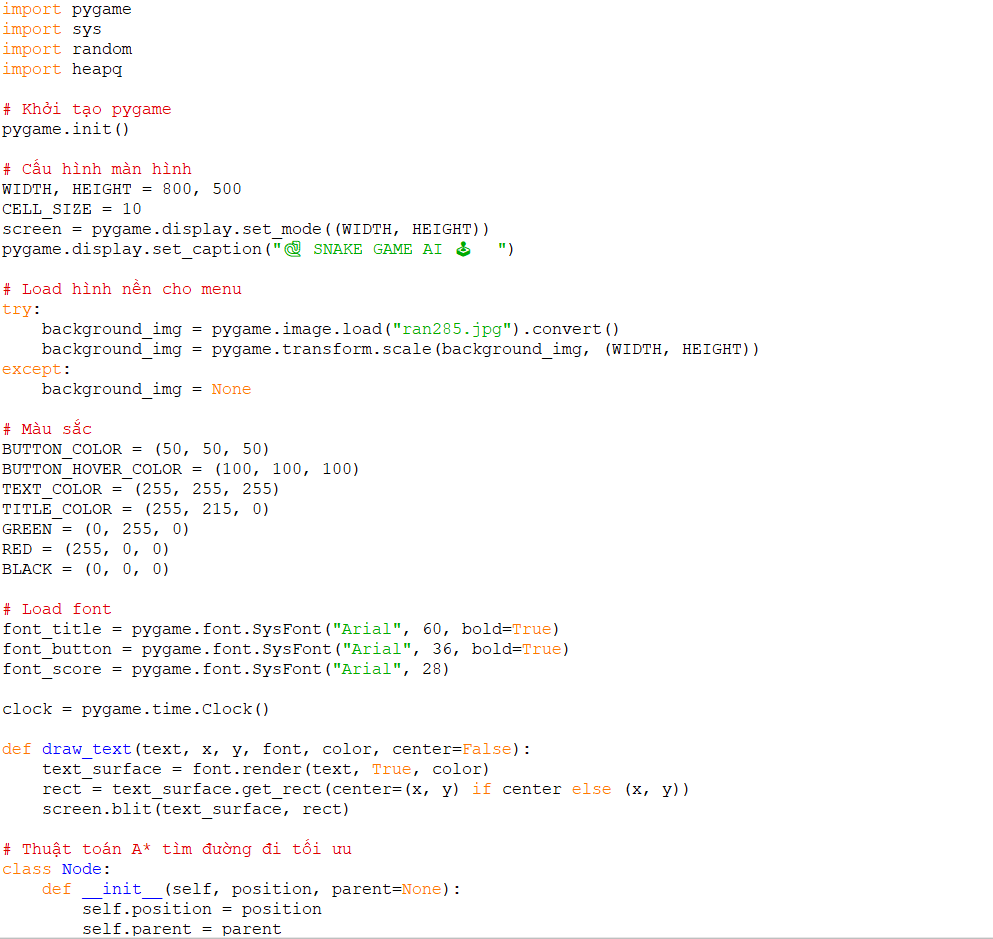 import pygame
import sys
import random
import heapq

# Khởi tạo pygame
pygame.init()

# Cấu hình màn hình
WIDTH, HEIGHT = 800, 500
CELL_SIZE = 10
screen = pygame.display.set_mode((WIDTH, HEIGHT))
pygame.display.set_caption("🐍 SNAKE GAME AI 🕹 ")

# Load hình nền cho menu
try:
    background_img = pygame.image.load("ran285.jpg").convert()
    background_img = pygame.transform.scale(background_img, (WIDTH, HEIGHT))
except:
    background_img = None

# Màu sắc
BUTTON_COLOR = (50, 50, 50)
BUTTON_HOVER_COLOR = (100, 100, 100)
TEXT_COLOR = (255, 255, 255)
TITLE_COLOR = (255, 215, 0)
GREEN = (0, 255, 0)
RED = (255, 0, 0)
BLACK = (0, 0, 0)

# Load font
font_title = pygame.font.SysFont("Arial", 60, bold=True)
font_button = pygame.font.SysFont("Arial", 36, bold=True)
font_score = pygame.font.SysFont("Arial", 28)

clock = pygame.time.Clock()

def draw_text(text, x, y, font, color, center=False):
    text_surface = font.render(text, True, color)
    rect = text_surface.get_rect(center=(x, y) if center else (x, y))
    screen.blit(text_surface, rect)

# Thuật toán A* tìm đường đi tối ưu
class Node:
    def __init__(self, position, parent=None):
        self.position = position
        self.parent = parent